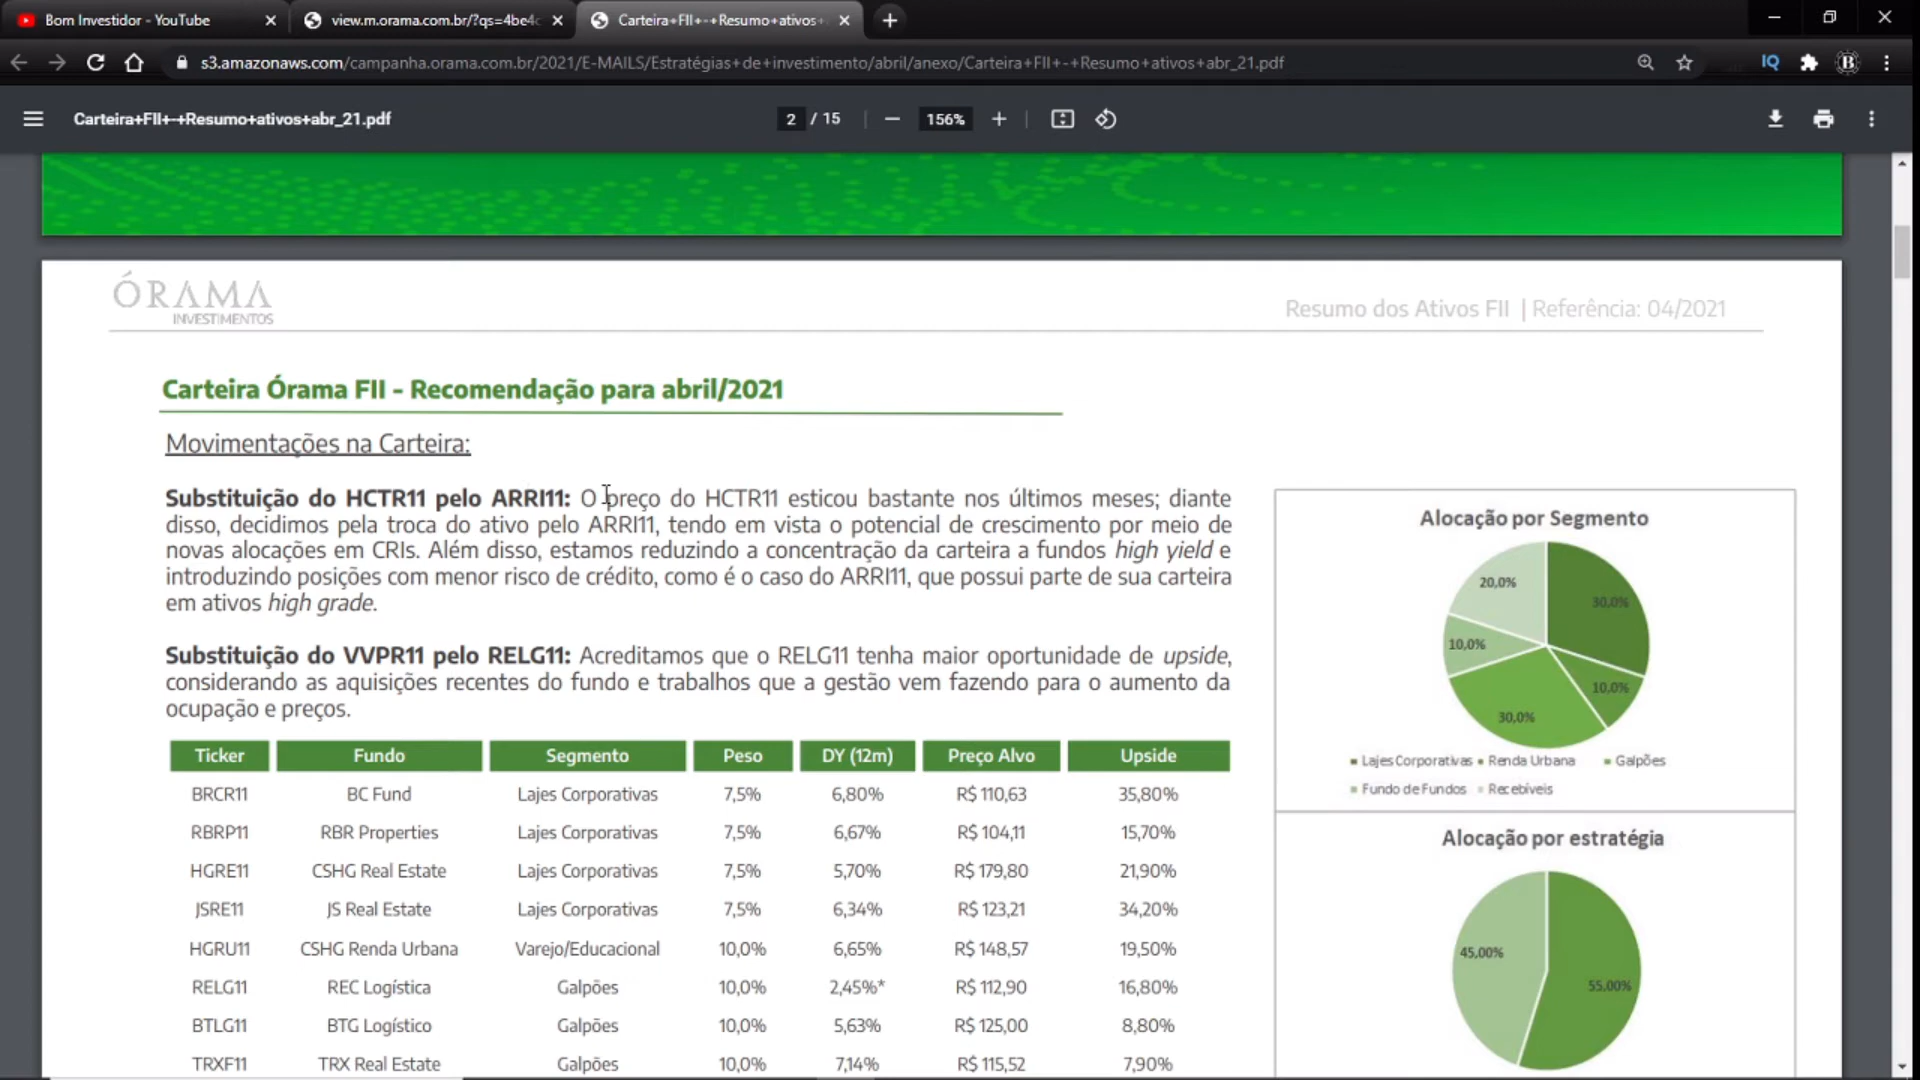 Bom Investidor - YouTube
view.m.orama.com.br/?qs=4be4c
Carteira+FII+-+Resumo+ativos+
s3.amazonaws.com/campanha.orama.com.br/2021/E-MAILS/Estratégias+de+investimento/abril/anexo/Carteira+FII+-+Resumo+ativos+abr_21.pdf
IQ
B
Carteira+FII+-+Resumo+ativos+abr_21.pdf
2 / 15
156%
ÓRAMA
INVESTIMENTOS
Resumo dos Ativos FII | Referência: 04/2021
Carteira Órama FII - Recomendação para abril/2021
Movimentações na Carteira:
Substituição do HCTR11 pelo ARRI11: O preço do HCTR11 esticou bastante nos últimos meses; diante
disso, decidimos pela troca do ativo pelo ARRI11, tendo em vista o potencial de crescimento por meio de
novas alocações em CRIs. Além disso, estamos reduzindo a concentração da carteira a fundos high yield e
introduzindo posições com menor risco de crédito, como é o caso do ARRI11, que possui parte de sua carteira
em ativos high grade.
Substituição do VVPR11 pelo RELG11: Acreditamos que o RELG11 tenha maior oportunidade de upside,
considerando as aquisições recentes do fundo e trabalhos que a gestão vem fazendo para o aumento da
ocupação e preços.
Ticker Fundo Segmento Peso DY (12m) Preço Alvo Upside
BRCR11 BC Fund Lajes Corporativas 7,5% 6,80% R$ 110,63 35,80%
RBRP11 RBR Properties Lajes Corporativas 7,5% 6,67% R$ 104,11 15,70%
HGRE11 CSHG Real Estate Lajes Corporativas 7,5% 5,70% R$ 179,80 21,90%
JSRE11 JS Real Estate Lajes Corporativas 7,5% 6,34% R$ 123,21 34,20%
HGRU11 CSHG Renda Urbana Varejo/Educacional 10,0% 6,65% R$ 148,57 19,50%
RELG11 REC Logística Galpões 10,0% 2,45%* R$ 112,90 16,80%
BTLG11 BTG Logístico Galpões 10,0% 5,63% R$ 125,00 8,80%
TRXF11 TRX Real Estate Galpões 10,0% 7,14% R$ 115,52 7,90%
Alocação por Segmento
20,0%
30,0%
10,0%
10,0%
30,0%
Lajes Corporativas Renda Urbana Galpões
Fundo de Fundos Recebíveis
Alocação por estratégia
45,00%
55,00%